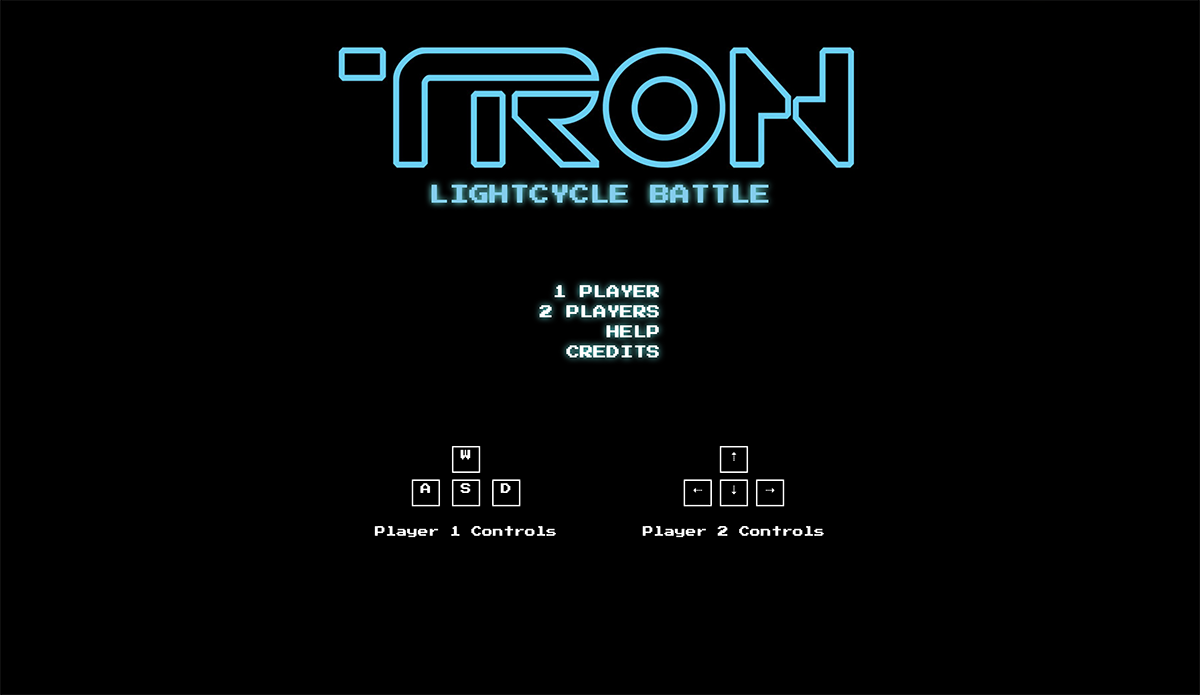 TRON
LIGHTCYCLE BATTLE
1 PLAYER
2 PLAYERS
HELP
CREDITS
W
A S D
Player 1 Controls
↑
← ↓ →
Player 2 Controls